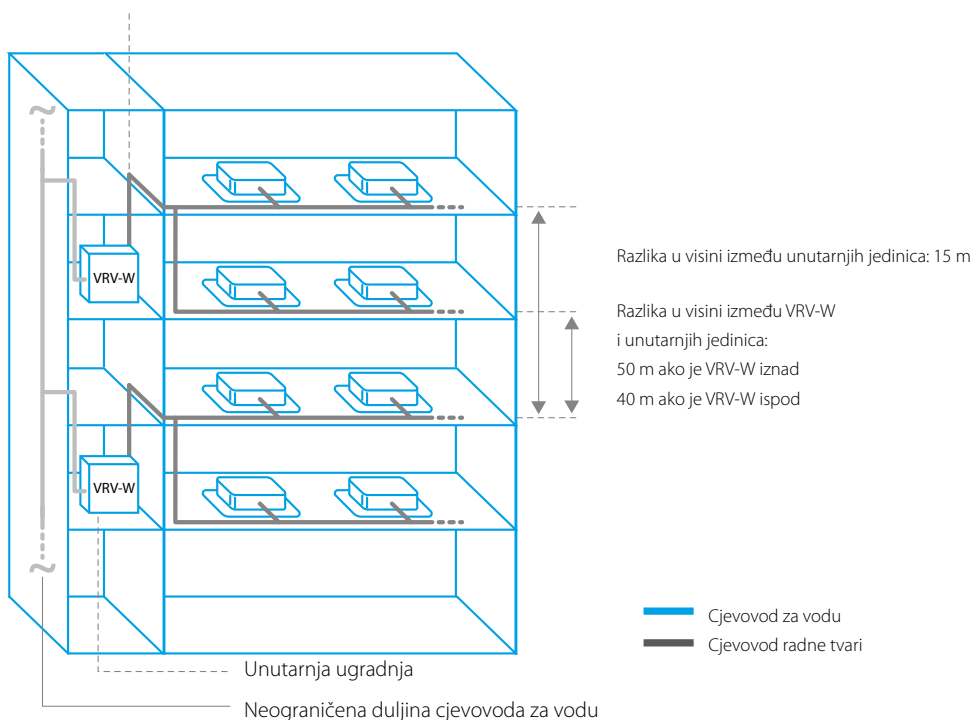 VRV-W
Razlika u visini između unutarnjih jedinica: 15 m
Razlika u visini između VRV-W
i unutarnjih jedinica:
50 m ako je VRV-W iznad
40 m ako je VRV-W ispod
VRV-W
Cjevovod za vodu
Cjevovod radne tvari
Unutarnja ugradnja
Neograničena duljina cjevovoda za vodu